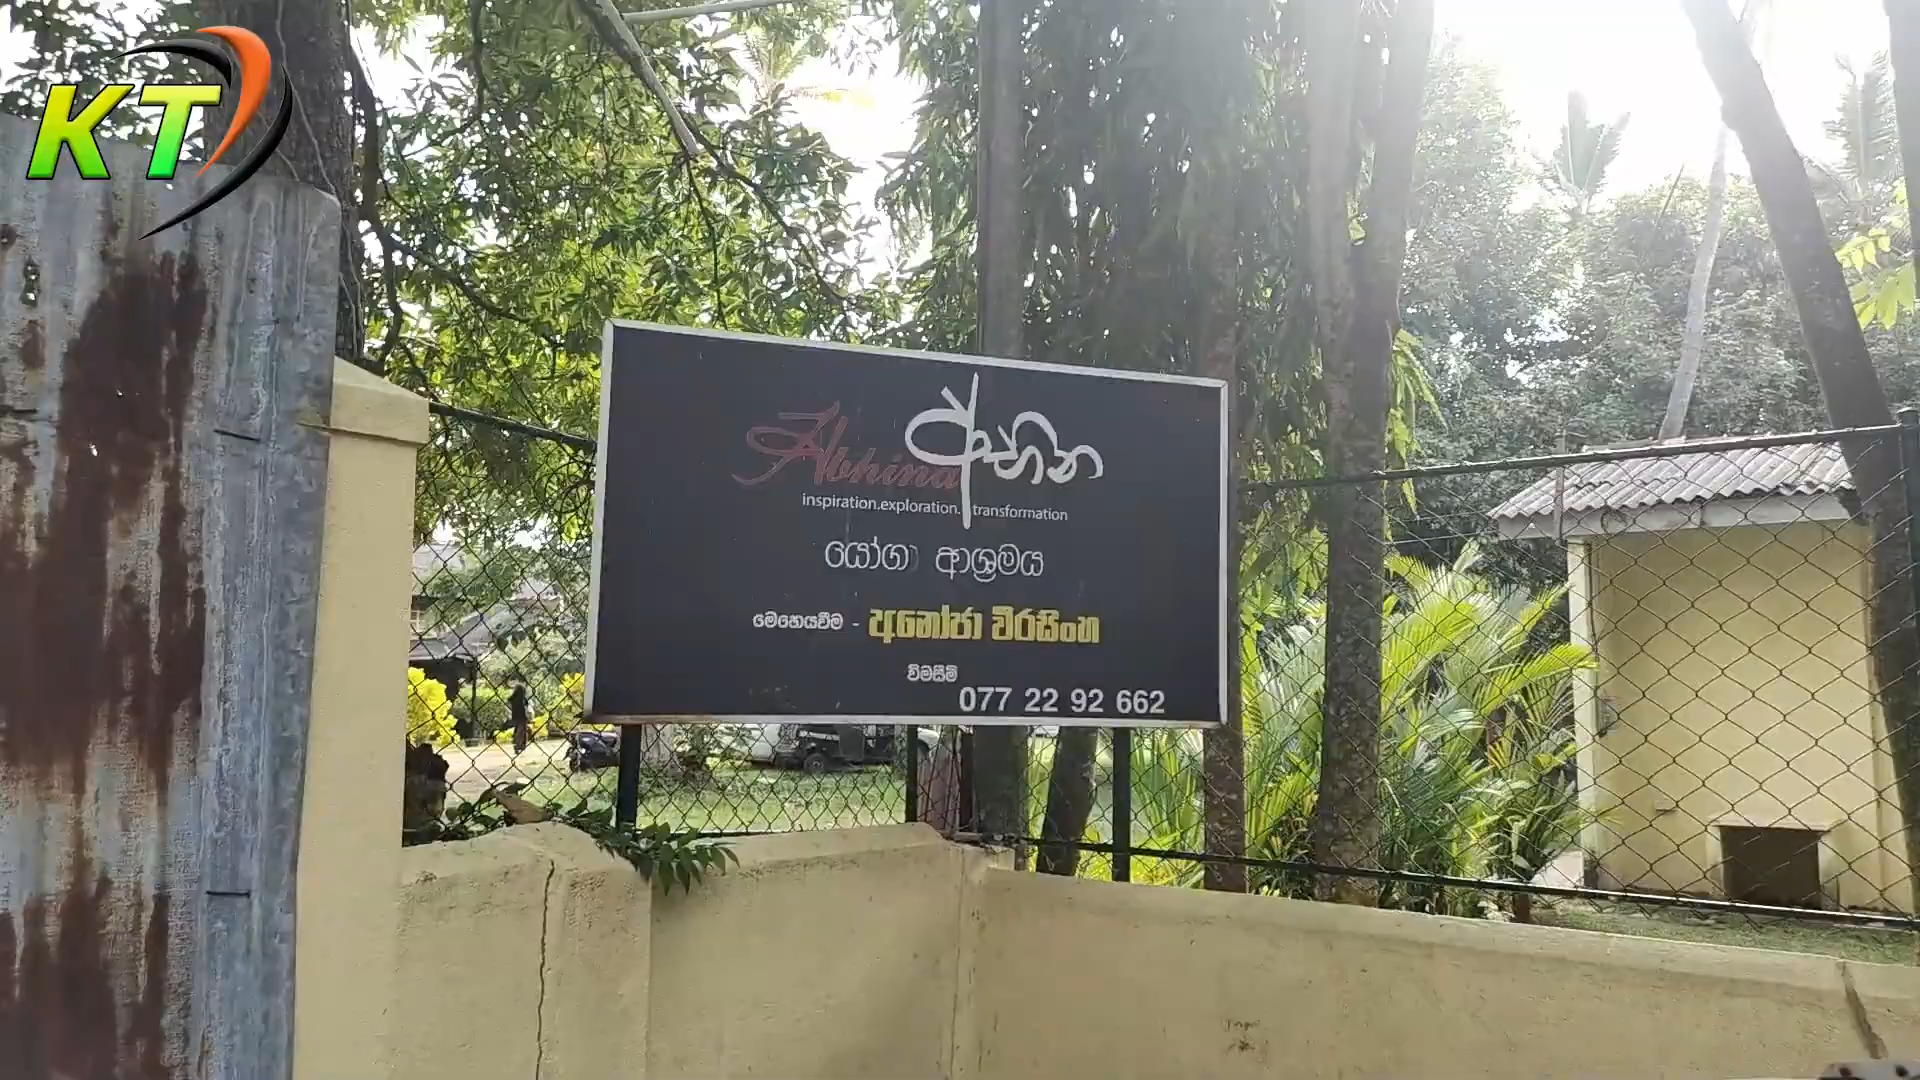 KT
Abhina අභින
inspiration.exploration. transformation
යෝගා ආශ්‍රමය
මෙහෙයවීම - අනෝජා වීරසිංහ
විමසීම්
077 22 92 662